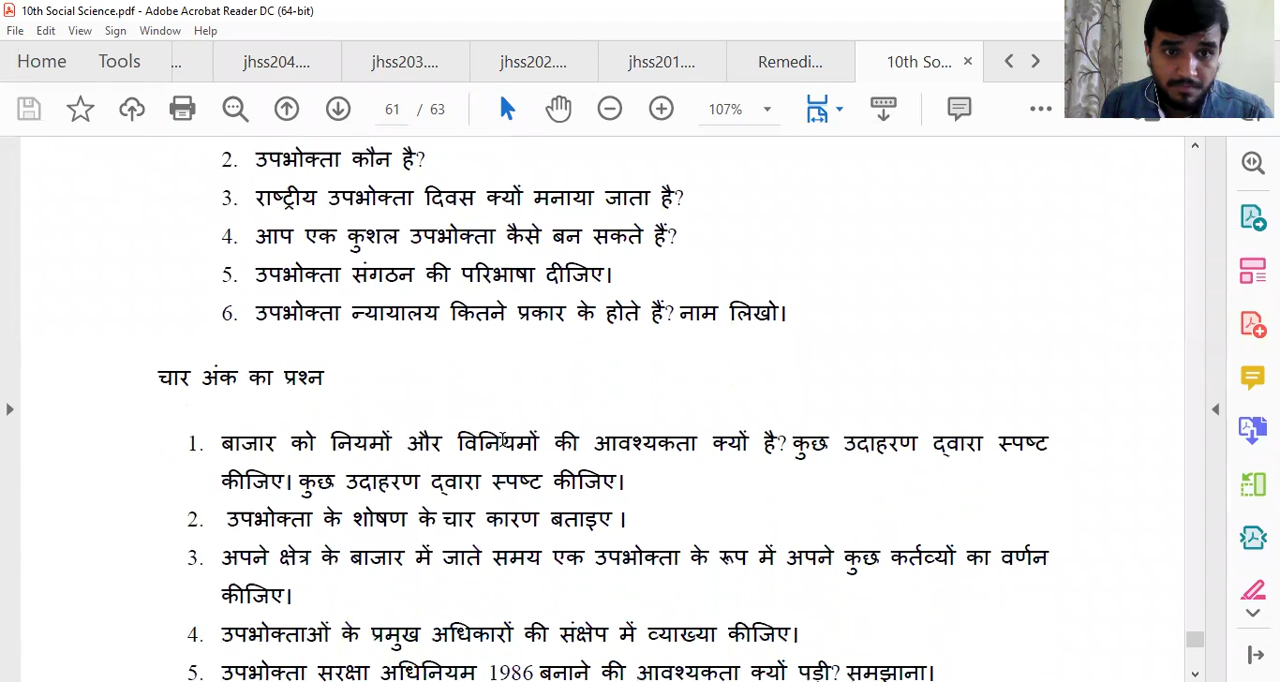 10th Social Science.pdf - Adobe Acrobat Reader DC (64-bit)
File Edit View Sign Window Help
Home Tools ... jhss204.... jhss203.... jhss202.... jhss201.... Remedi... 10th So... ×
61 / 63 107%
2. उपभोक्ता कौन है?
3. राष्ट्रीय उपभोक्ता दिवस क्यों मनाया जाता है?
4. आप एक कुशल उपभोक्ता कैसे बन सकते हैं?
5. उपभोक्ता संगठन की परिभाषा दीजिए।
6. उपभोक्ता न्यायालय कितने प्रकार के होते हैं? नाम लिखो।
चार अंक का प्रश्न
1. बाजार को नियमों और विनियमों की आवश्यकता क्यों है? कुछ उदाहरण द्वारा स्पष्ट
कीजिए। कुछ उदाहरण द्वारा स्पष्ट कीजिए।
2. उपभोक्ता के शोषण के चार कारण बताइए ।
3. अपने क्षेत्र के बाजार में जाते समय एक उपभोक्ता के रूप में अपने कुछ कर्तव्यों का वर्णन
कीजिए।
4. उपभोक्ताओं के प्रमुख अधिकारों की संक्षेप में व्याख्या कीजिए।
5. उपभोक्ता सुरक्षा अधिनियम 1986 बनाने की आवश्यकता क्यों पड़ी? समझाना।